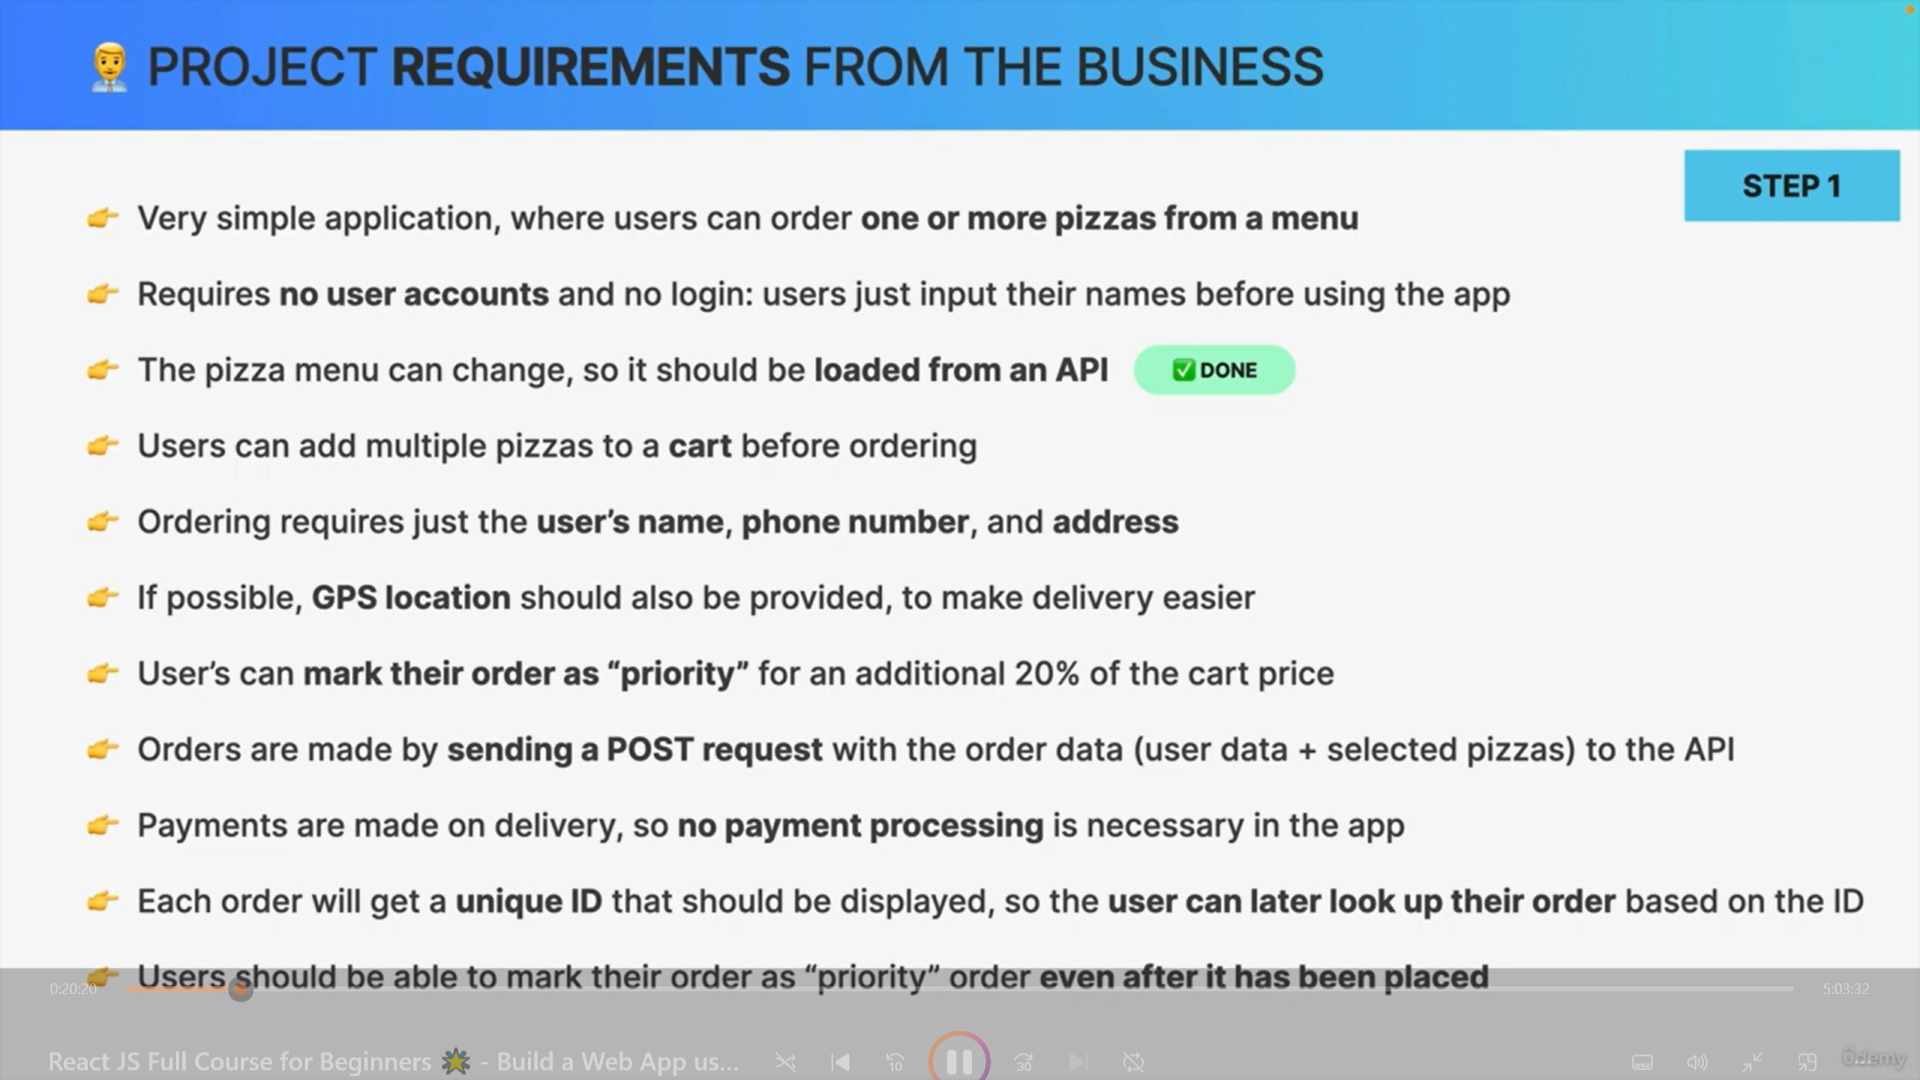 PROJECT REQUIREMENTS FROM THE BUSINESS
STEP 1
Very simple application, where users can order one or more pizzas from a menu
Requires no user accounts and no login: users just input their names before using the app
The pizza menu can change, so it should be loaded from an API
DONE
Users can add multiple pizzas to a cart before ordering
Ordering requires just the user’s name, phone number, and address
If possible, GPS location should also be provided, to make delivery easier
User’s can mark their order as “priority” for an additional 20% of the cart price
Orders are made by sending a POST request with the order data (user data + selected pizzas) to the API
Payments are made on delivery, so no payment processing is necessary in the app
Each order will get a unique ID that should be displayed, so the user can later look up their order based on the ID
Users should be able to mark their order as “priority” order even after it has been placed
0:20:20
5:03:32
React JS Full Course for Beginners 🌟 - Build a Web App us...
10
30
Udemy